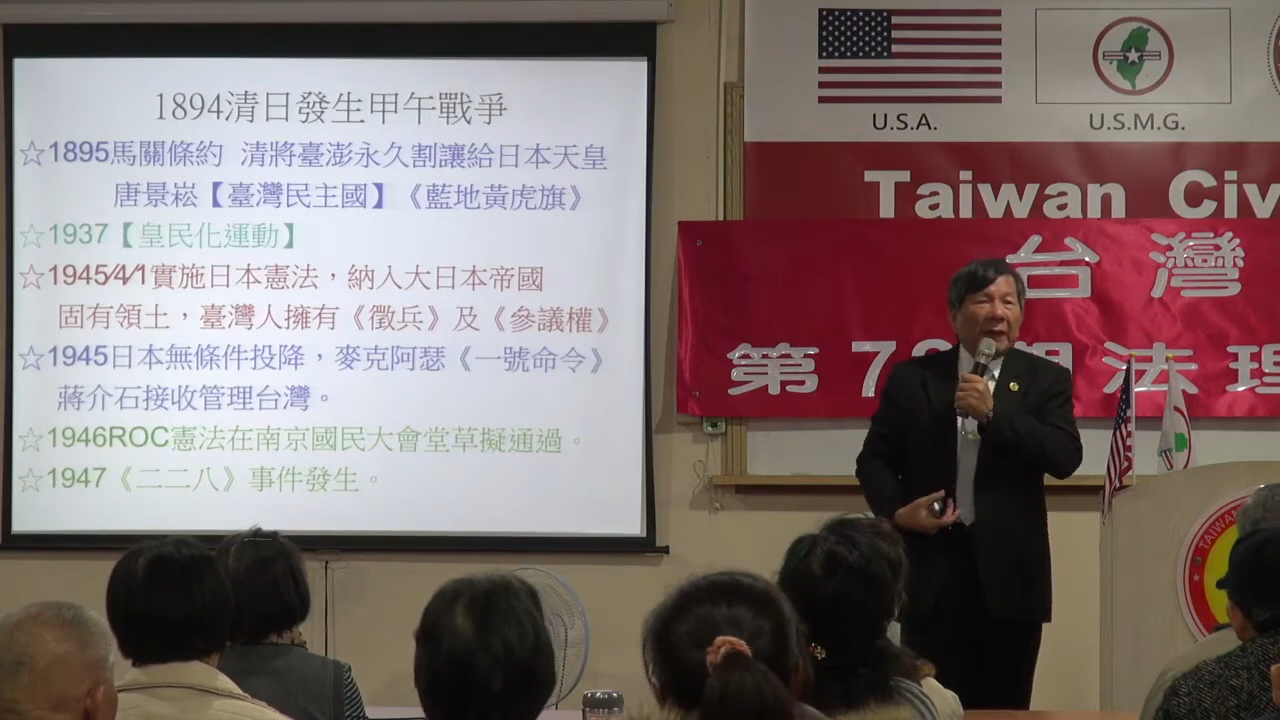 1894清日發生甲午戰爭
☆1895馬關條約 清將臺澎永久割讓給日本天皇
唐景崧【臺灣民主國】《藍地黃虎旗》
☆1937【皇民化運動】
☆1945⁄4⁄1實施日本憲法，納入大日本帝國
固有領土，臺灣人擁有《徵兵》及《參議權》
☆1945日本無條件投降，麥克阿瑟《一號命令》
蔣介石接收管理台灣。
☆1946ROC憲法在南京國民大會堂草擬通過。
☆1947《二二八》事件發生。
U.S.A.
U.S.M.G.
Taiwan Civ
台灣
第7 期法理
TAIWAN